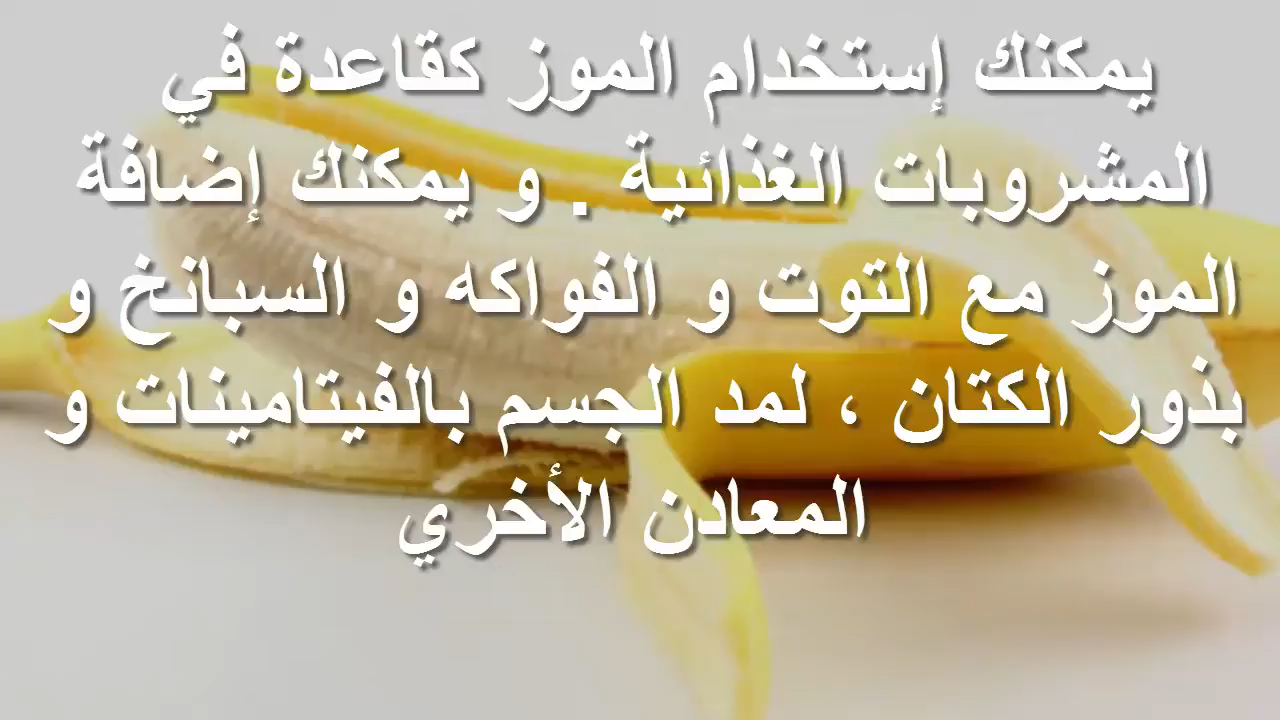 يمكنك إستخدام الموز كقاعدة في
المشروبات الغذائية . و يمكنك إضافة
الموز مع التوت و الفواكه و السبانخ و
بذور الكتان ، لمد الجسم بالفيتامينات و
المعادن الأخري